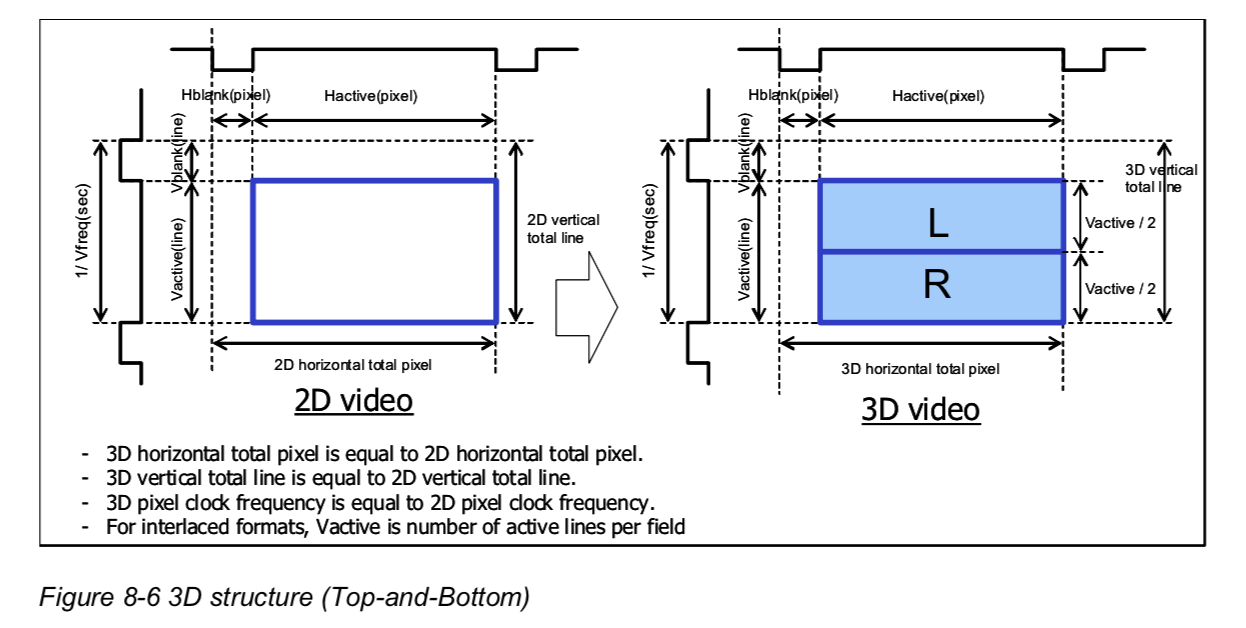 Hblank(pixel)
Hactive(pixel)
Vblank(line)
1/ Vfreq(sec)
Vactive(line)
2D vertical
total line
2D horizontal total pixel
2D video
Hblank(pixel)
Hactive(pixel)
Vblank(line)
1/ Vfreq(sec)
Vactive(line)
L
R
3D vertical
total line
Vactive / 2
Vactive / 2
3D horizontal total pixel
3D video
- 3D horizontal total pixel is equal to 2D horizontal total pixel.
- 3D vertical total line is equal to 2D vertical total line.
- 3D pixel clock frequency is equal to 2D pixel clock frequency.
- For interlaced formats, Vactive is number of active lines per field
Figure 8-6 3D structure (Top-and-Bottom)